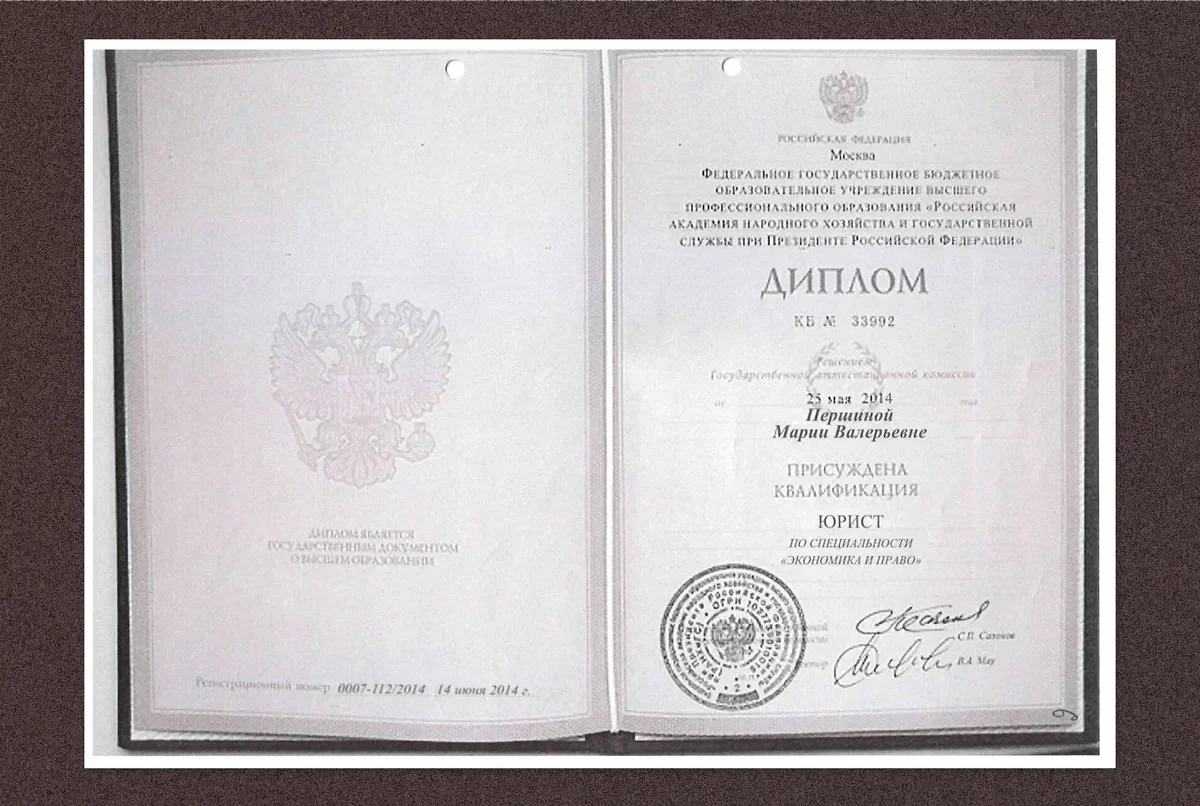 ДИПЛОМ ЯВЛЯЕТСЯ
ГОСУДАРСТВЕННЫМ ДОКУМЕНТОМ
О ВЫСШЕМ ОБРАЗОВАНИИ
Регистрационный номер 0007-112/2014 14 июня 2014 г.
РОССИЙСКАЯ ФЕДЕРАЦИЯ
Москва
ФЕДЕРАЛЬНОЕ ГОСУДАРСТВЕННОЕ БЮДЖЕТНОЕ
ОБРАЗОВАТЕЛЬНОЕ УЧРЕЖДЕНИЕ ВЫСШЕГО
ПРОФЕССИОНАЛЬНОГО ОБРАЗОВАНИЯ «РОССИЙСКАЯ
АКАДЕМИЯ НАРОДНОГО ХОЗЯЙСТВА И ГОСУДАРСТВЕННОЙ
СЛУЖБЫ ПРИ ПРЕЗИДЕНТЕ РОССИЙСКОЙ ФЕДЕРАЦИИ»
ДИПЛОМ
КБ № 33992
Решением
Государственной аттестационной комиссии
от 25 мая 2014 года
Першиной
Марии Валерьевне
ПРИСУЖДЕНА
КВАЛИФИКАЦИЯ
ЮРИСТ
ПО СПЕЦИАЛЬНОСТИ
«ЭКОНОМИКА И ПРАВО»
С.П. Сазонов
В.А. Мау